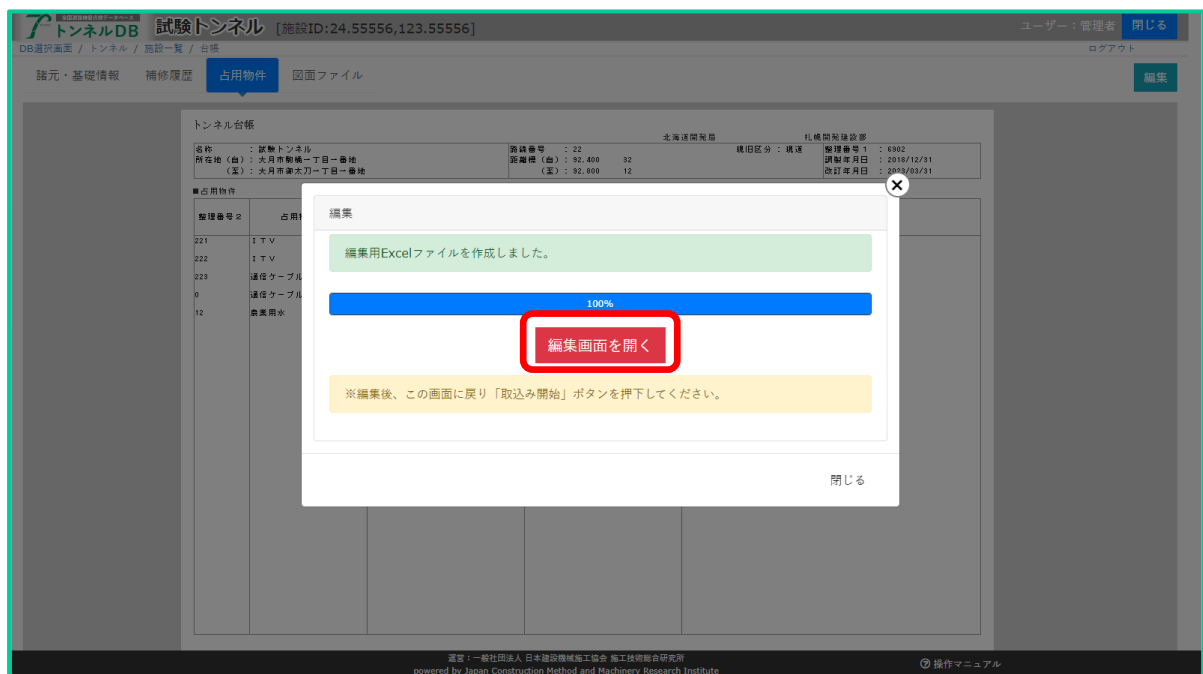 全国道路施設点検データベース
トンネルDB 試験トンネル [施設ID:24.55556,123.55556] ユーザー：管理者 閉じる
DB選択画面 / トンネル / 施設一覧 / 台帳 ログアウト
諸元・基礎情報 補修履歴 占用物件 図面ファイル 編集
トンネル台帳
北海道開発局 札幌開発建設部
名称 : 試験トンネル 路線番号 : 22 現旧区分 : 現道 整理番号1 : 6902
所在地 (自) : 大月市駒橋一丁目一番地 距離標 (自) : 92.400 32 調製年月日 : 2018/12/31
(至) : 大月市御太刀一丁目一番地 (至) : 92.800 12 改訂年月日 : 2023/03/31
■占用物件
整理番号2 占用
221 ITV
222 ITV
223 通信ケーブル
0 通信ケーブル
12 農業用水
編集
編集用Excelファイルを作成しました。
100%
編集画面を開く
※編集後、この画面に戻り「取込み開始」ボタンを押下してください。
閉じる
運営：一般社団法人 日本建設機械施工協会 施工技術総合研究所
powered by Japan Construction Method and Machinery Research Institute
操作マニュアル